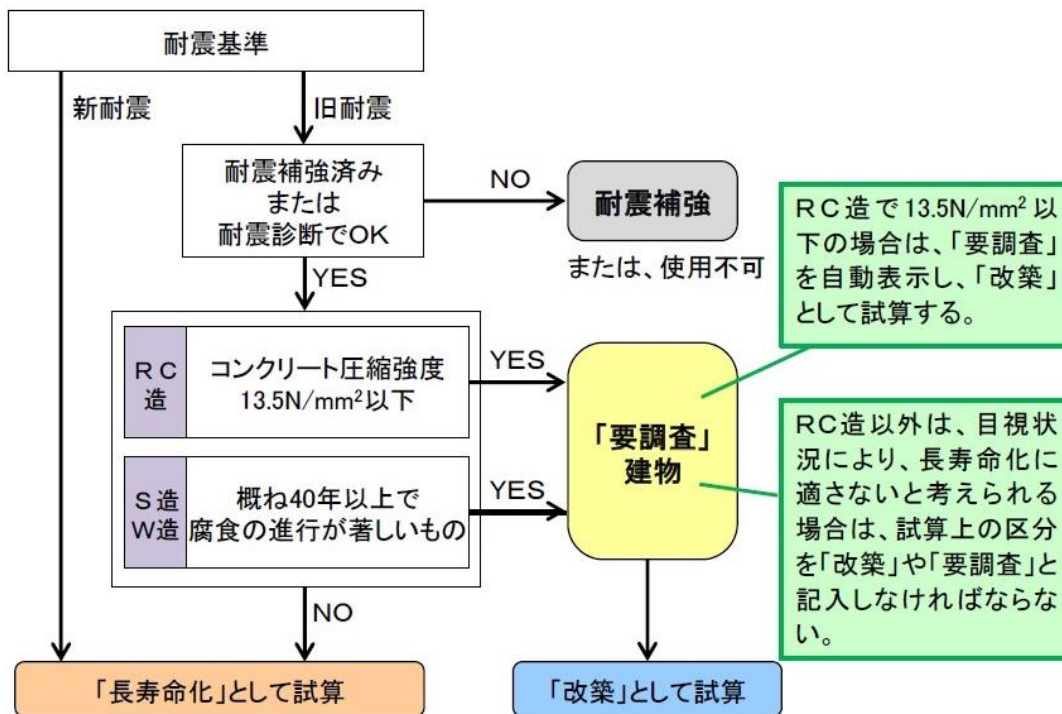 耐震基準
新耐震
旧耐震
耐震補強済み
または
耐震診断でOK
NO
耐震補強
または、使用不可
YES
RC造で13.5N/mm²以
下の場合は、「要調査」
を自動表示し、「改築」
として試算する。
RC
造
コンクリート圧縮強度
13.5N/mm²以下
YES
「要調査」
建物
S造
W造
概ね40年以上で
腐食の進行が著しいもの
YES
RC造以外は、目視状
況により、長寿命化に
適さないと考えられる
場合は、試算上の区分
を「改築」や「要調査」と
記入しなければならな
い。
NO
「長寿命化」として試算
「改築」として試算